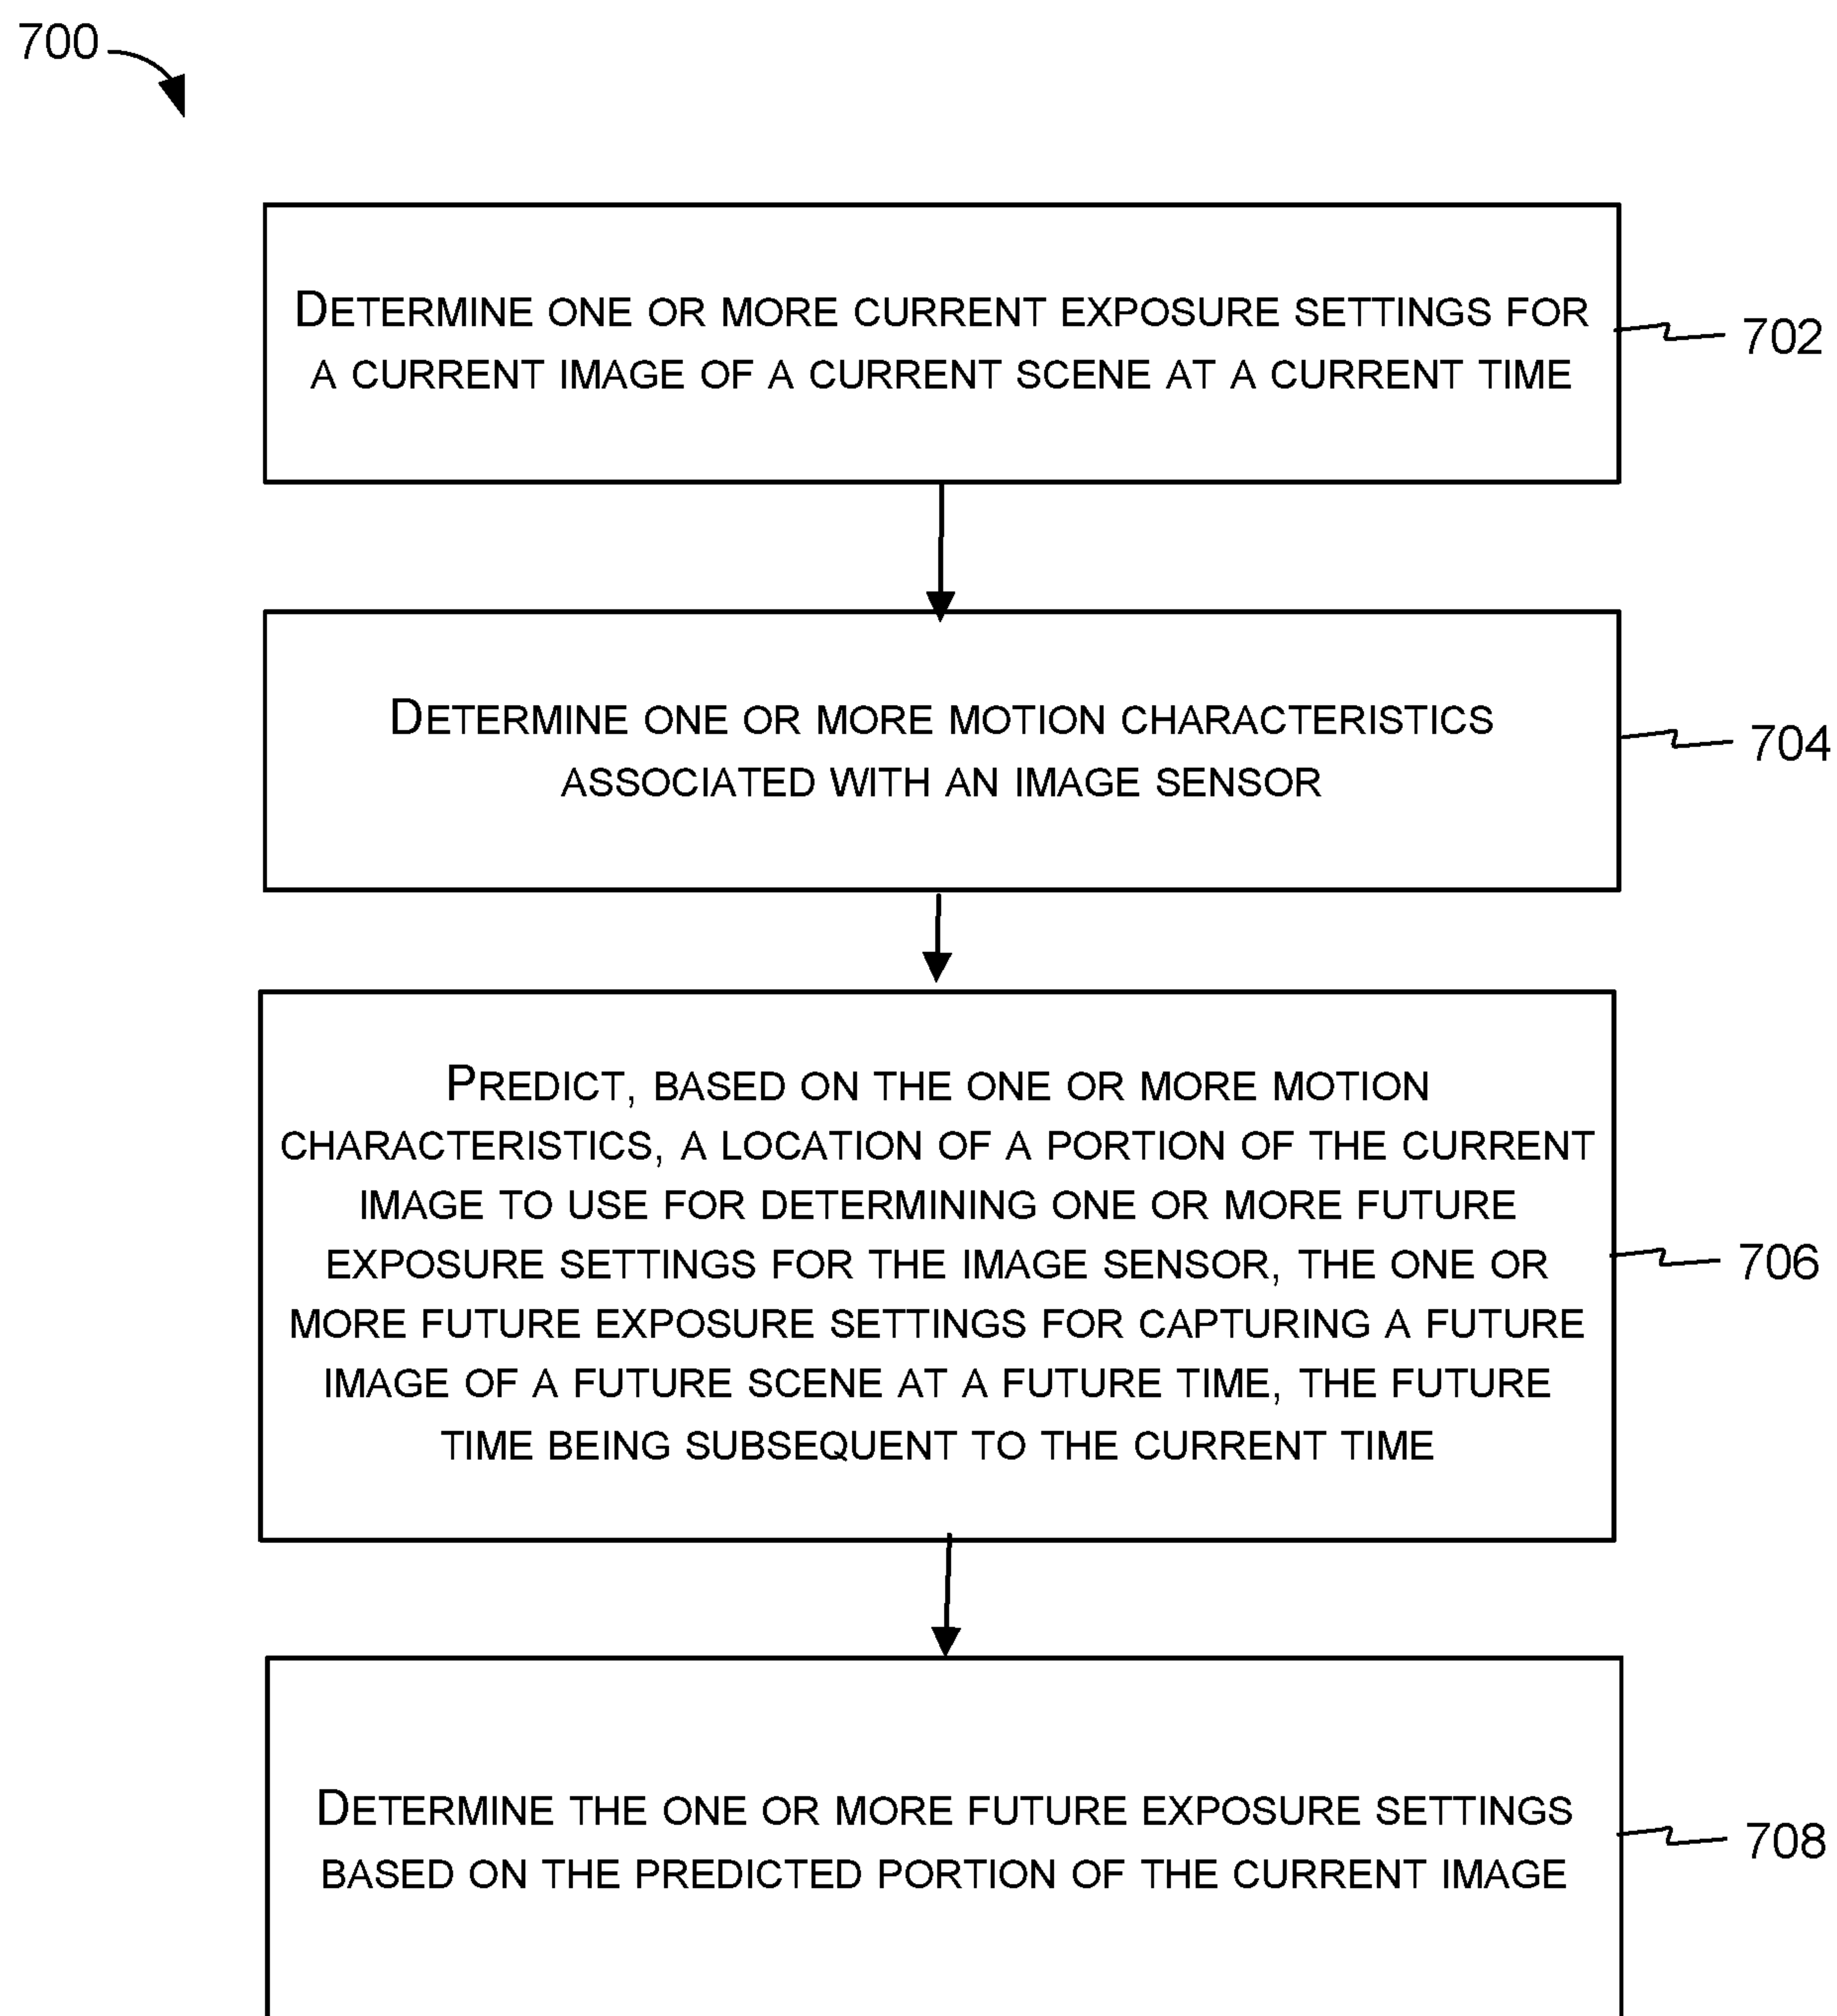 700
DETERMINE ONE OR MORE CURRENT EXPOSURE SETTINGS FOR
A CURRENT IMAGE OF A CURRENT SCENE AT A CURRENT TIME
702
DETERMINE ONE OR MORE MOTION CHARACTERISTICS
ASSOCIATED WITH AN IMAGE SENSOR
704
PREDICT, BASED ON THE ONE OR MORE MOTION
CHARACTERISTICS, A LOCATION OF A PORTION OF THE CURRENT
IMAGE TO USE FOR DETERMINING ONE OR MORE FUTURE
EXPOSURE SETTINGS FOR THE IMAGE SENSOR, THE ONE OR
MORE FUTURE EXPOSURE SETTINGS FOR CAPTURING A FUTURE
IMAGE OF A FUTURE SCENE AT A FUTURE TIME, THE FUTURE
TIME BEING SUBSEQUENT TO THE CURRENT TIME
706
DETERMINE THE ONE OR MORE FUTURE EXPOSURE SETTINGS
BASED ON THE PREDICTED PORTION OF THE CURRENT IMAGE
708